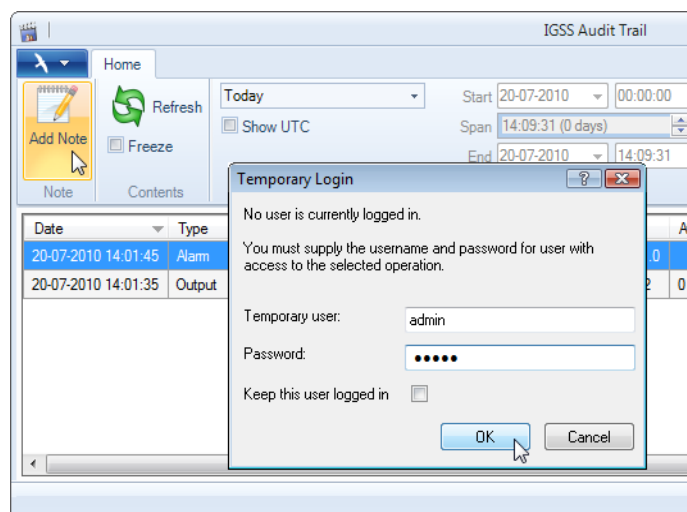 IGSS Audit Trail
Home
Add Note
Refresh
Freeze
Today
Show UTC
Start 20-07-2010 00:00:00
Span 14:09:31 (0 days)
End 20-07-2010 14:09:31
Note
Contents
Date Type A
20-07-2010 14:01:45 Alarm .0
20-07-2010 14:01:35 Output 2 0
Temporary Login
No user is currently logged in.
You must supply the username and password for user with
access to the selected operation.
Temporary user: admin
Password: •••••
Keep this user logged in
OK Cancel